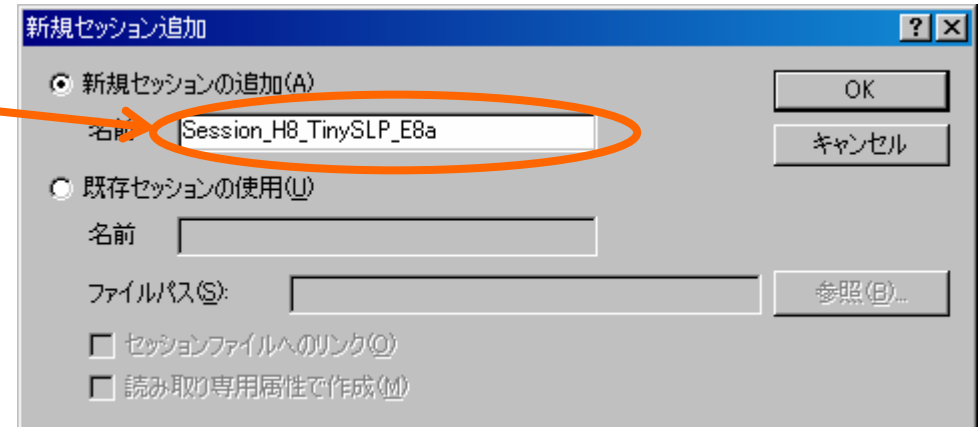 新規セッション追加
新規セッションの追加(A)
OK
名前 Session_H8_TinySLP_E8a
キャンセル
既存セッションの使用(U)
名前
ファイルパス(S):
参照(B)...
セッションファイルへのリンク(O)
読み取り専用属性で作成(M)